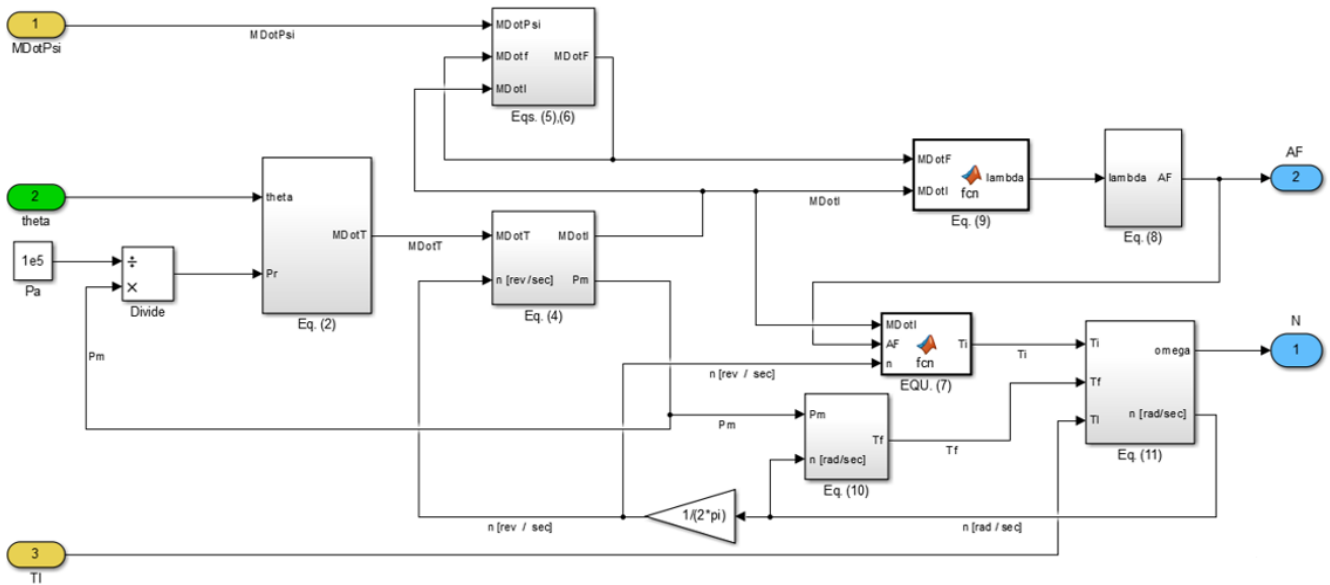 1
MDotPsi
MDotPsi
MDotPsi
MDotf
MDotI
MDotF
Eqs. (5),(6)
2
theta
1e5
Pa
÷
×
Divide
Pm
theta
Pr
MDotT
Eq. (2)
MDotT
MDotT
n [rev/sec]
MDotI
Pm
Eq. (4)
MDotI
MDotF
MDotI
lambda
fcn
Eq. (9)
lambda
AF
Eq. (8)
AF
2
MDotI
AF
n
Ti
fcn
EQU. (7)
Ti
n [rev / sec]
Pm
Pm
n [rad/sec]
Tf
Eq. (10)
Tf
Ti
Tf
Tl
omega
n [rad/sec]
Eq. (11)
N
1
1/(2*pi)
n [rev / sec]
n [rad / sec]
3
Tl